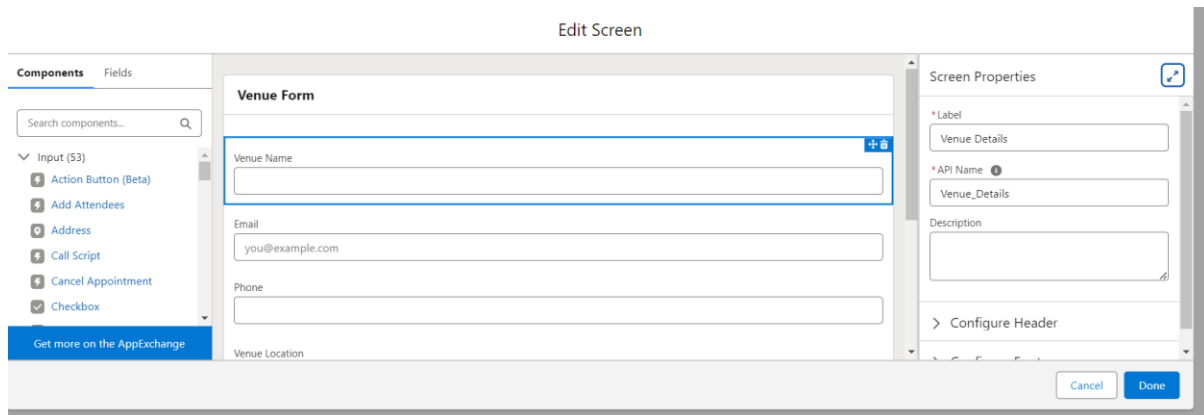 Edit Screen
Components Fields
Search components...
Input (53)
Action Button (Beta)
Add Attendees
Address
Call Script
Cancel Appointment
Checkbox
Get more on the AppExchange
Venue Form
Venue Name
Email
you@example.com
Phone
Venue Location
Screen Properties
*Label
Venue Details
*API Name
Venue_Details
Description
Configure Header
Cancel Done